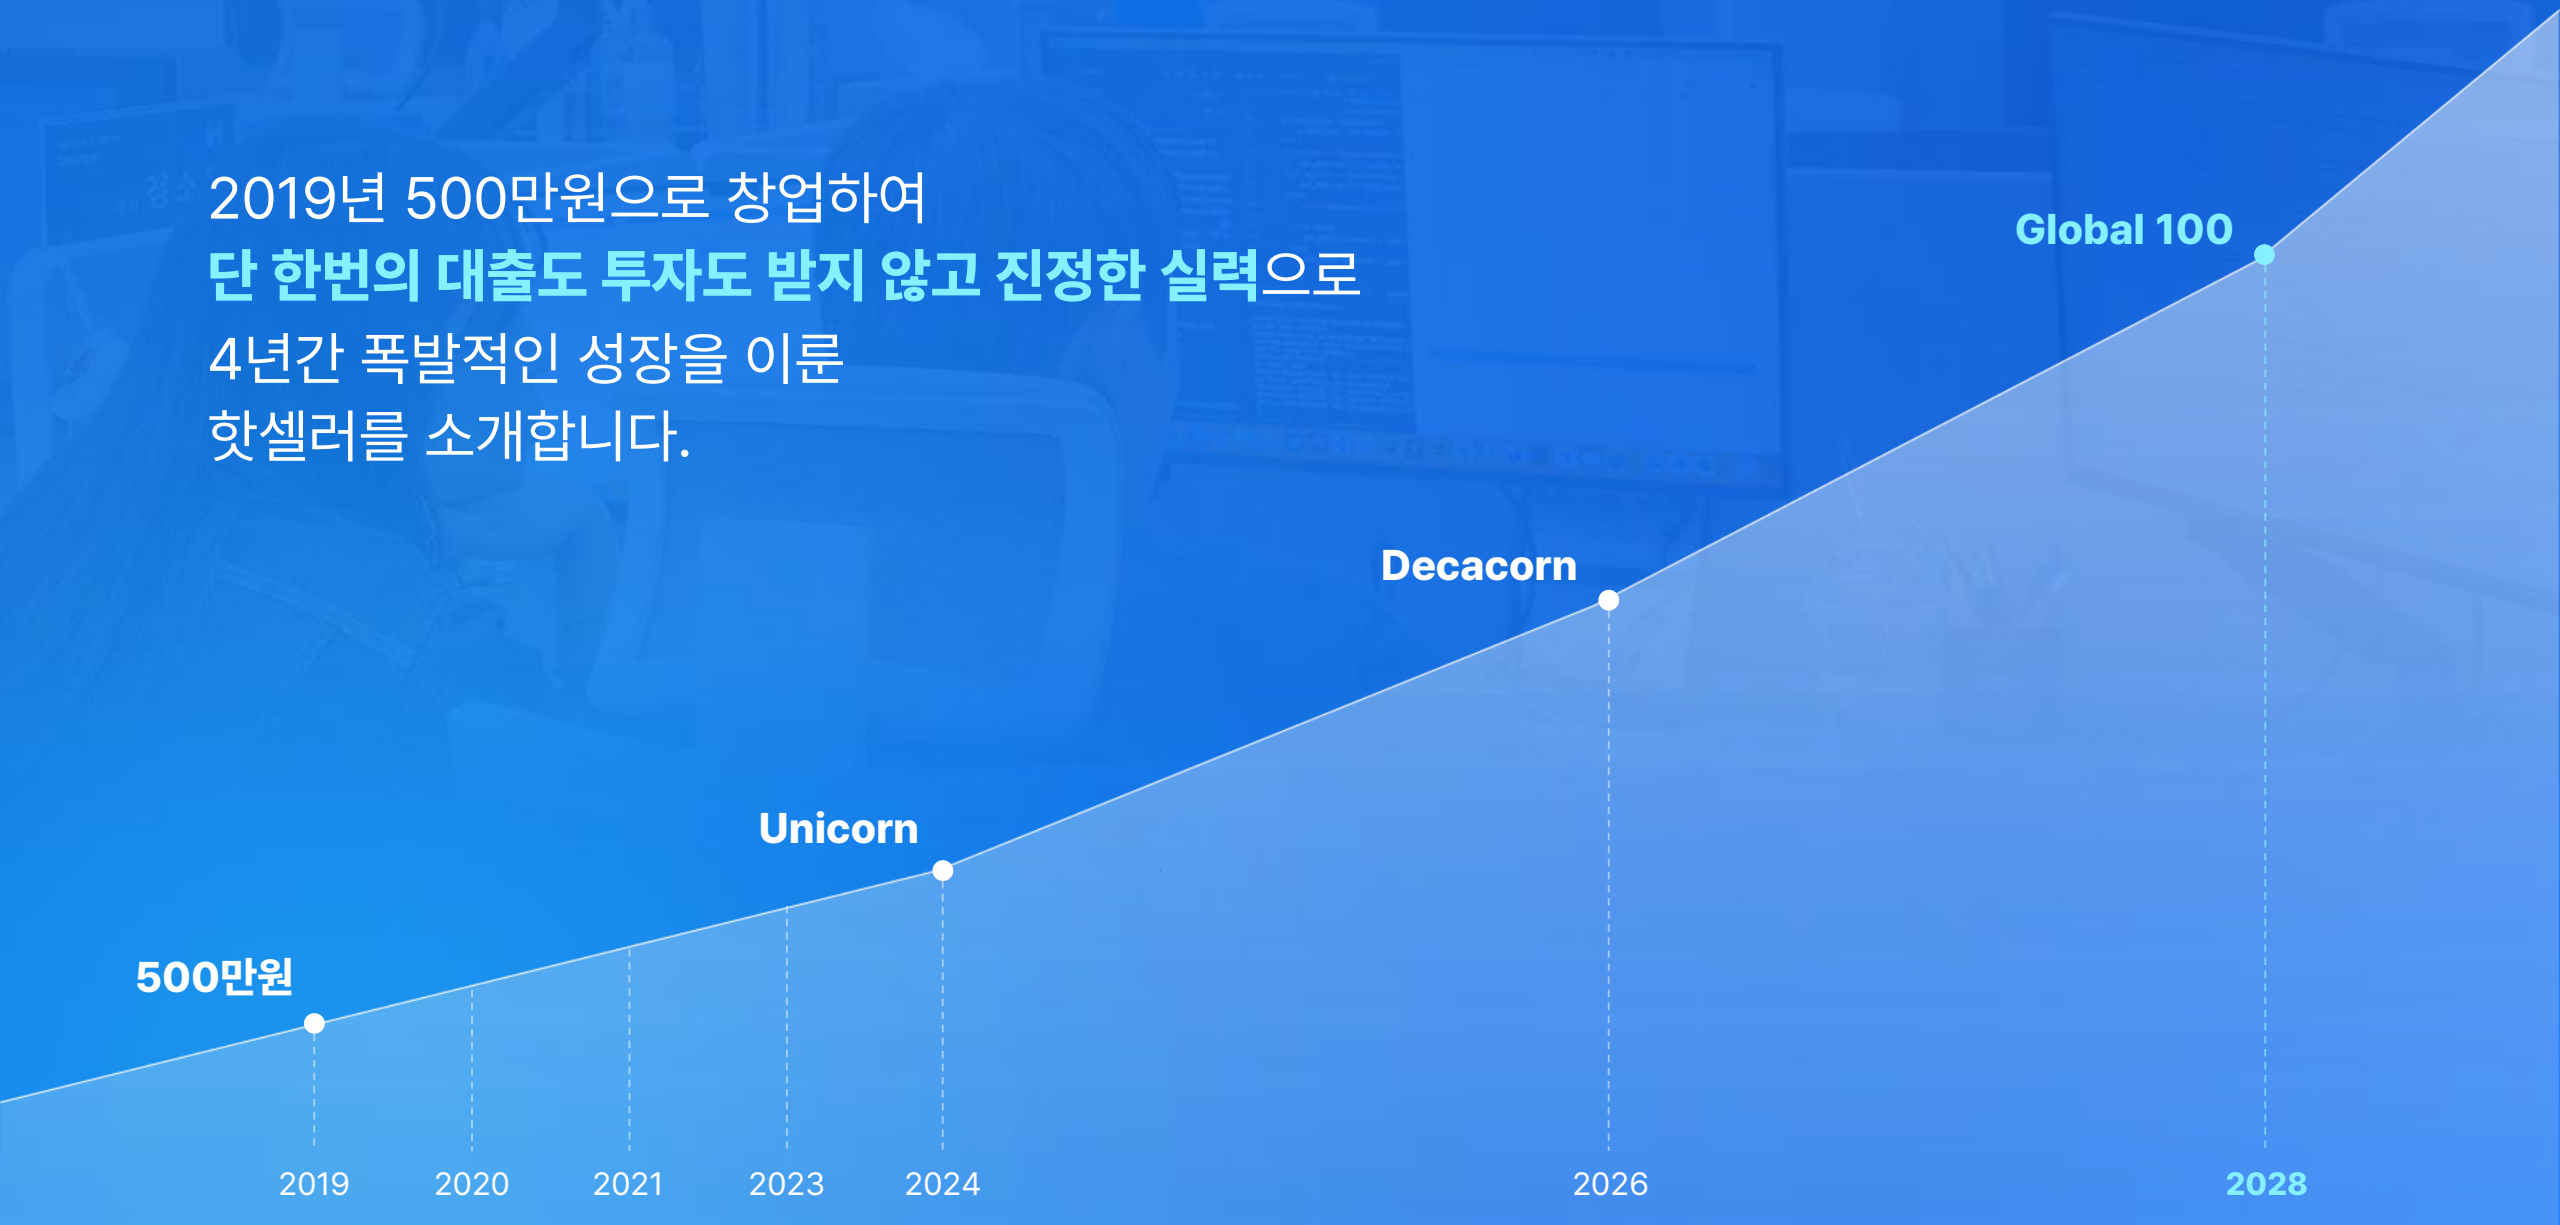 2019년 500만원으로 창업하여
단 한번의 대출도 투자도 받지 않고 진정한 실력으로
4년간 폭발적인 성장을 이룬
핫셀러를 소개합니다.
Global 100
Decacorn
Unicorn
500만원
2019 2020 2021 2023 2024 2026 2028